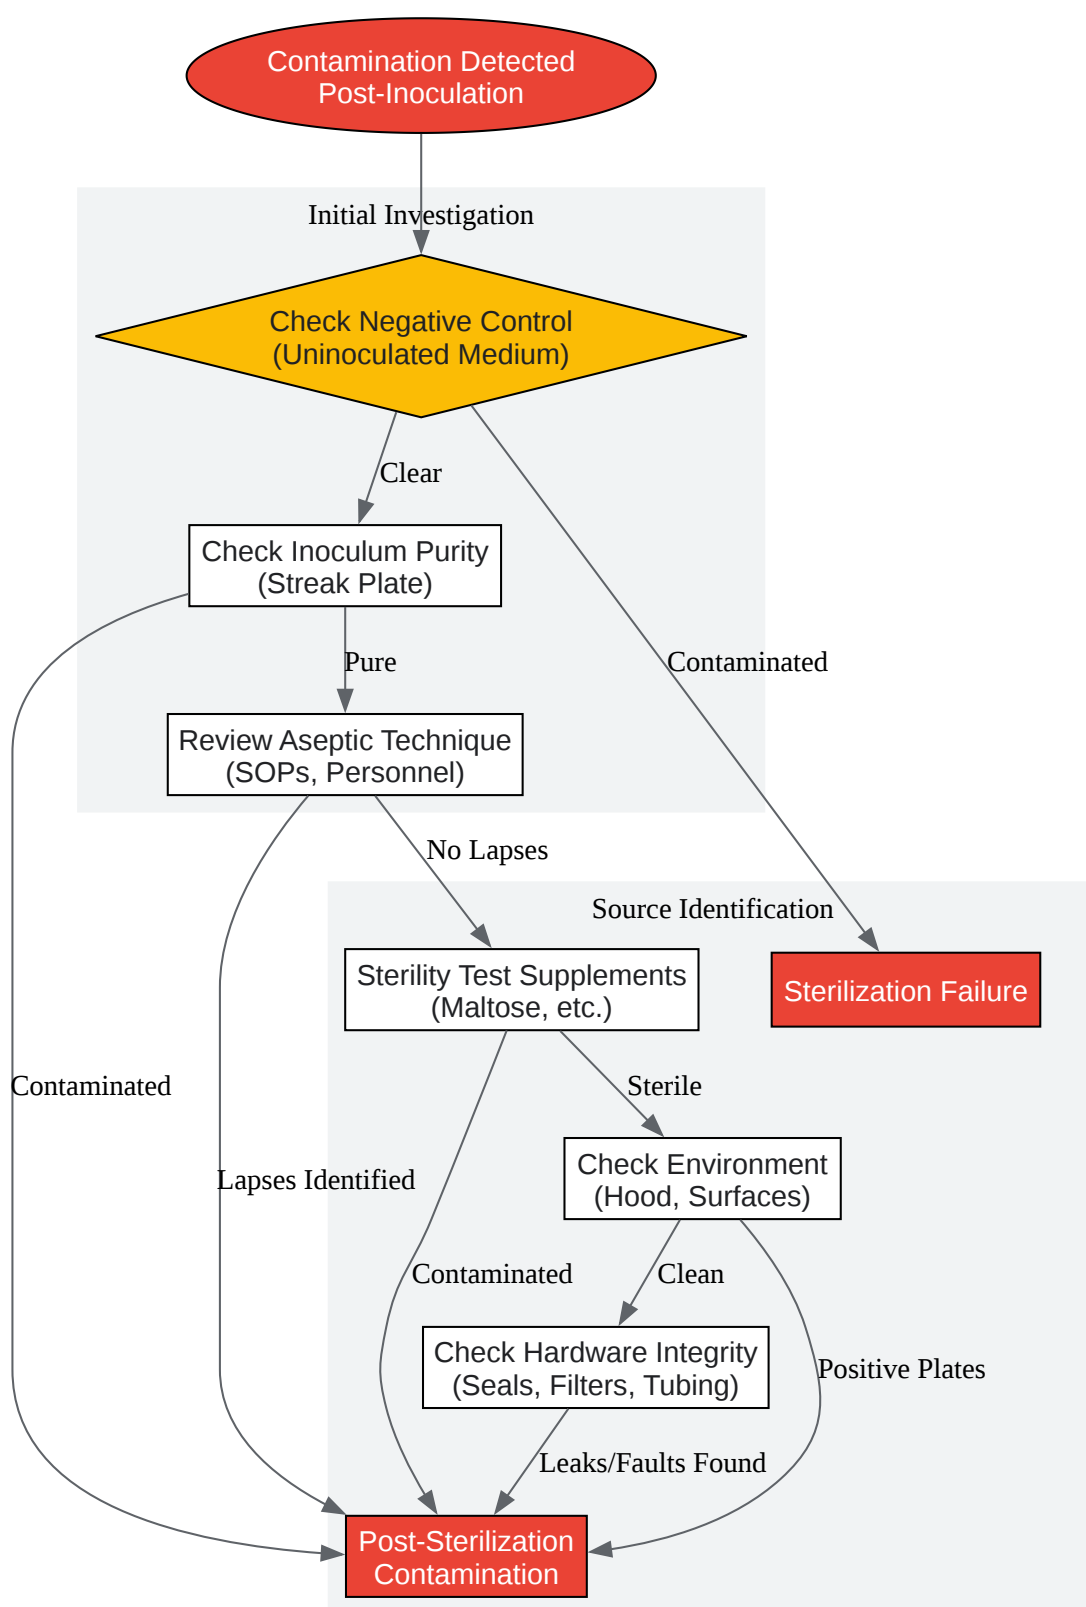 Contamination Detected
Post-Inoculation
Initial Investigation
Check Negative Control
(Uninoculated Medium)
Clear
Check Inoculum Purity
(Streak Plate)
Pure
Contaminated
Review Aseptic Technique
(SOPs, Personnel)
No Lapses
Source Identification
Sterility Test Supplements
(Maltose, etc.)
Sterilization Failure
Contaminated
Sterile
Check Environment
(Hood, Surfaces)
Lapses Identified
Contaminated
Clean
Check Hardware Integrity
(Seals, Filters, Tubing)
Positive Plates
Leaks/Faults Found
Post-Sterilization
Contamination